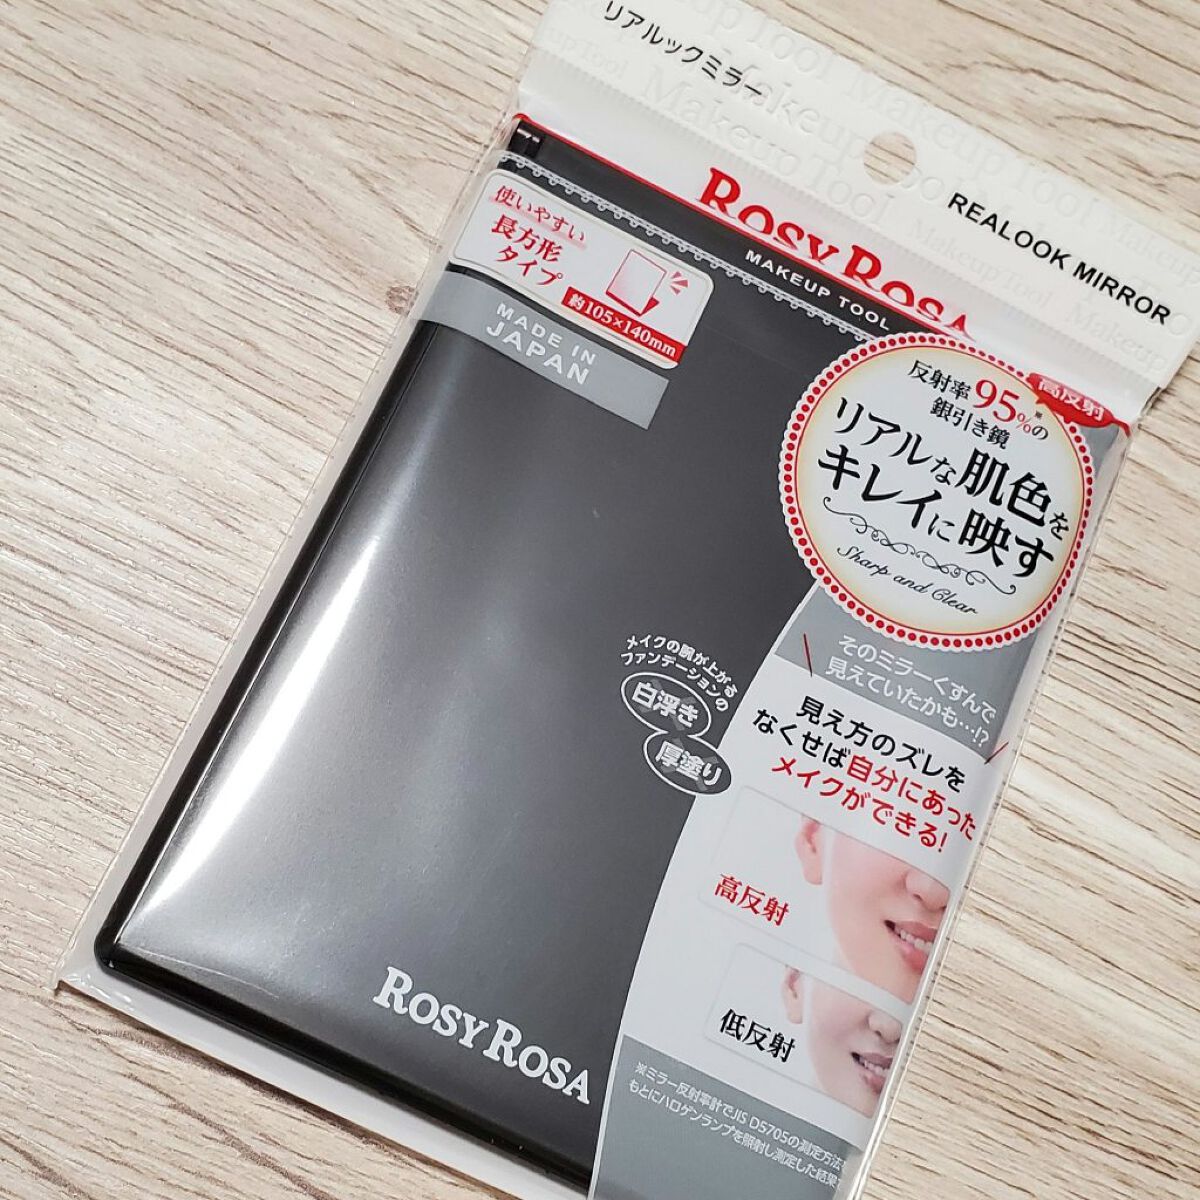 リアルックミラー
REALOOK MIRROR
Makeup Tool
ROSY ROSA
MAKEUP TOOL
使いやすい
長方形
タイプ
約105×140mm
MADE IN
JAPAN
高反射
反射率95%※の
銀引き鏡
リアルな肌色を
キレイに映す
Sharp and Clear
そのミラーくすんで
見えていたかも…!?
メイクの腕が上がる
ファンデーションの
白浮き
厚塗り
見え方のズレを
なくせば自分にあった
メイクができる!
高反射
低反射
ROSY ROSA
※ミラー反射率計でJIS D5705の測定方法を
もとにハロゲンランプを照射し測定した結果